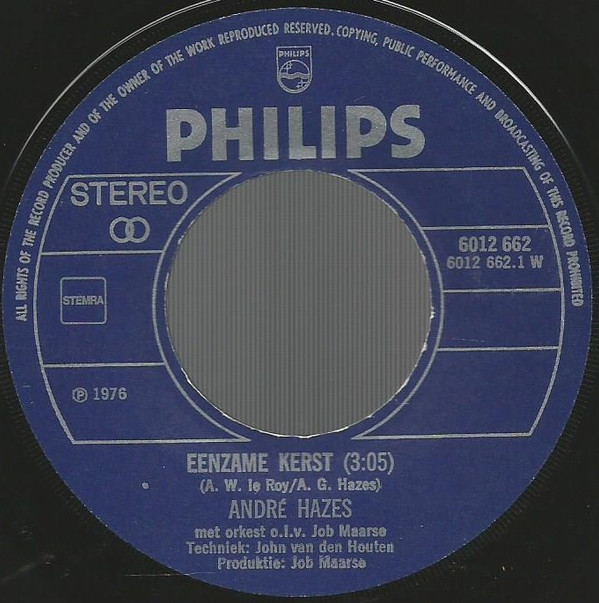 ALL RIGHTS OF THE RECORD PRODUCER AND OF THE OWNER OF THE WORK REPRODUCED RESERVED. COPYING, PUBLIC PERFORMANCE AND BROADCASTING OF THIS RECORD PROHIBITED
PHILIPS
PHILIPS
STEREO
6012 662
6012 662.1 W
STEMRA
℗ 1976
EENZAME KERST (3:05)
(A. W. le Roy/A. G. Hazes)
ANDRÉ HAZES
met orkest o.l.v. Job Maarse
Techniek: John van den Houten
Produktie: Job Maarse